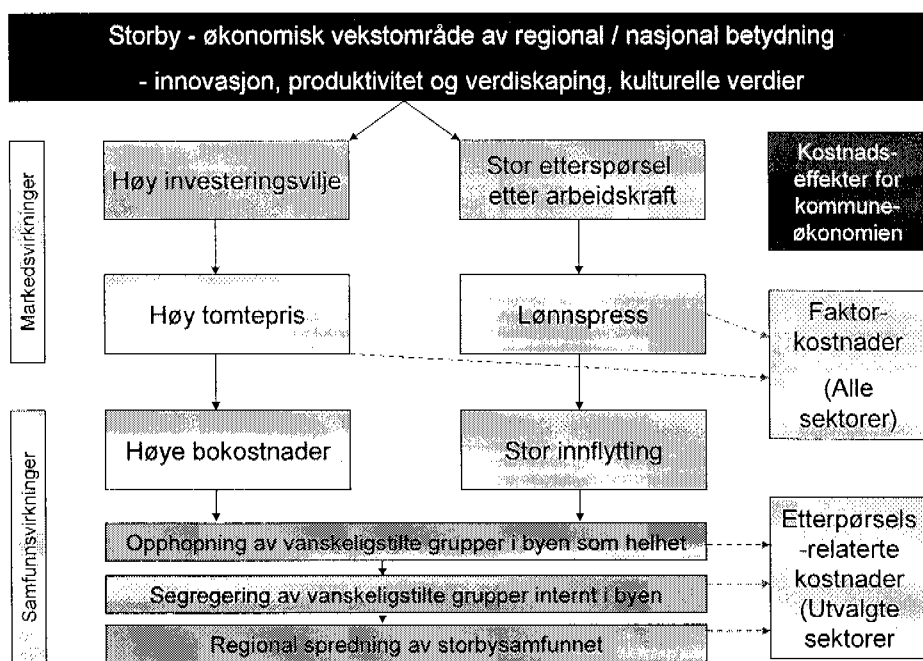 Storby - økonomisk vekstområde av regional / nasjonal betydning
- innovasjon, produktivitet og verdiskaping, kulturelle verdier
Markedsvirkninger
Høy investeringsvilje
Stor etterspørsel
etter arbeidskraft
Kostnads-
effekter for
kommune-
økonomien
Høy tomtepris
Lønnspress
Faktor-
kostnader
(Alle
sektorer)
Samfunnsvirkninger
Høye bokostnader
Stor innflytting
Opphopning av vanskeligstilte grupper i byen som helhet
Segregering av vanskeligstilte grupper internt i byen
Regional spredning av storbysamfunnet
Etterpørsels
-relaterte
kostnader
(Utvalgte
sektorer